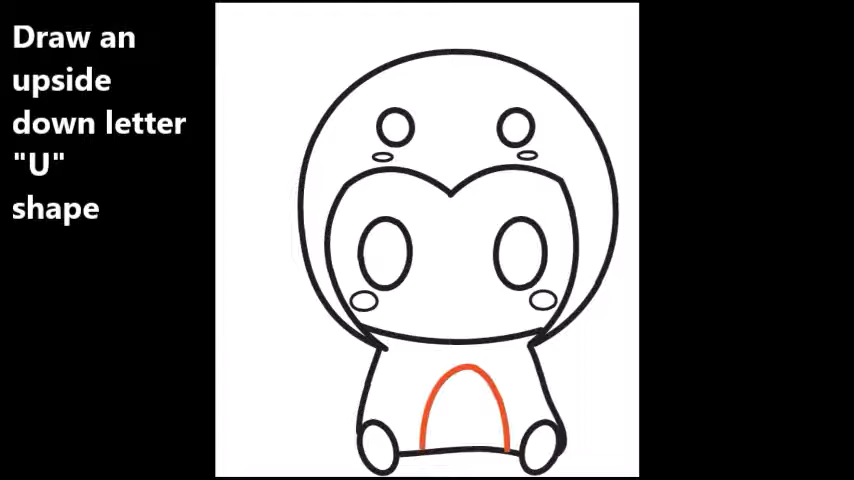 Draw an
upside
down letter
"U"
shape